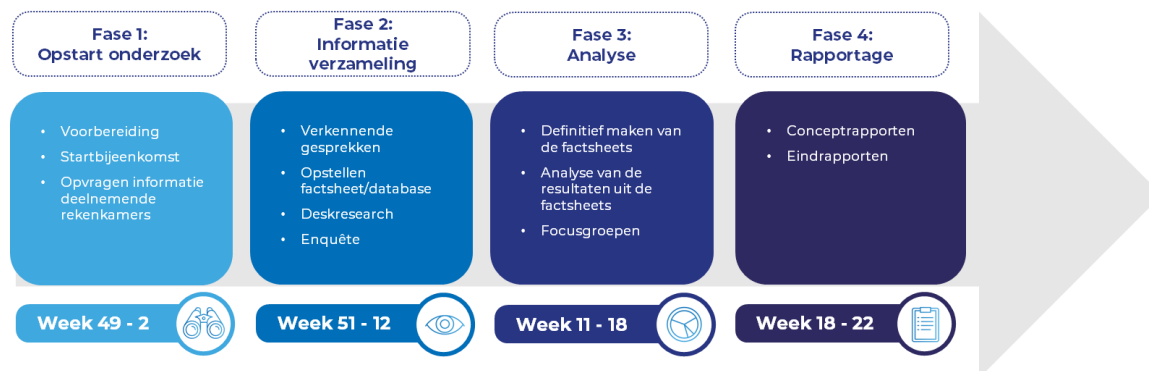 Fase 1:
Opstart onderzoek
Fase 2:
Informatie
verzameling
Fase 3:
Analyse
Fase 4:
Rapportage
• Voorbereiding
• Startbijeenkomst
• Opvragen informatie
deelnemende
rekenkamers
• Verkennende
gesprekken
• Opstellen
factsheet/database
• Deskresearch
• Enquête
• Definitief maken van
de factsheets
• Analyse van de
resultaten uit de
factsheets
• Focusgroepen
• Conceptrapporten
• Eindrapporten
Week 49 - 2
Week 51 - 12
Week 11 - 18
Week 18 - 22